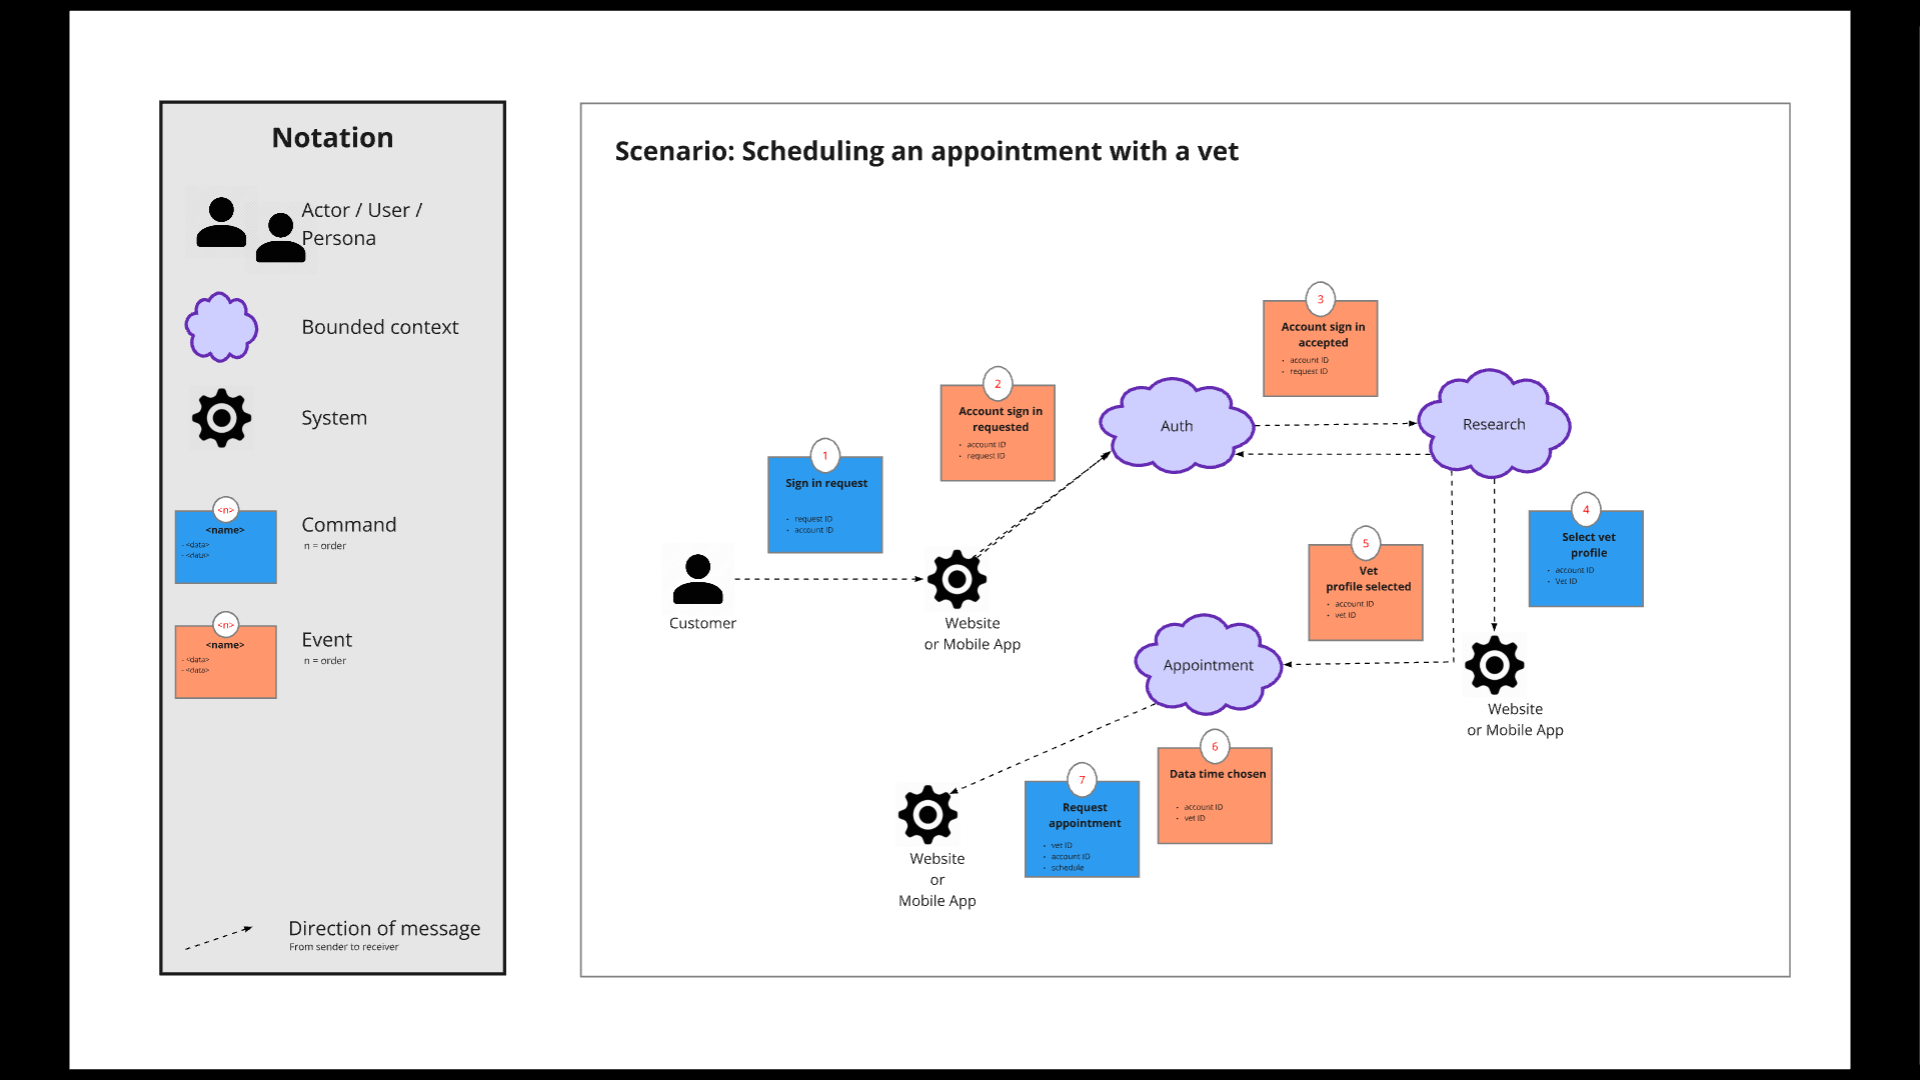 Notation
Actor / User /
Persona
Bounded context
System
<n>
<name>
- <data>
- <data>
Command
n = order
<n>
<name>
- <data>
- <data>
Event
n = order
Direction of message
From sender to receiver
Scenario: Scheduling an appointment with a vet
1
Sign in request
- request ID
- account ID
2
Account sign in
requested
- account ID
- request ID
3
Account sign in
accepted
- account ID
- request ID
Auth
Research
4
Select vet
profile
- account ID
- Vet ID
5
Vet
profile selected
- account ID
- vet ID
Customer
Website
or Mobile App
Appointment
Website
or Mobile App
6
Data time chosen
- account ID
- vet ID
7
Request
appointment
- vet ID
- account ID
- schedule
Website
or
Mobile App